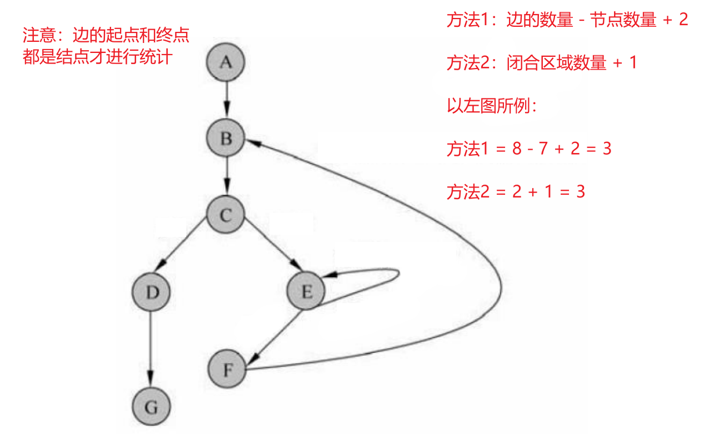 注意：边的起点和终点
都是结点才进行统计
方法1：边的数量 - 节点数量 + 2
方法2：闭合区域数量 + 1
以左图所例：
方法1 = 8 - 7 + 2 = 3
方法2 = 2 + 1 = 3
A
B
C
D
E
F
G